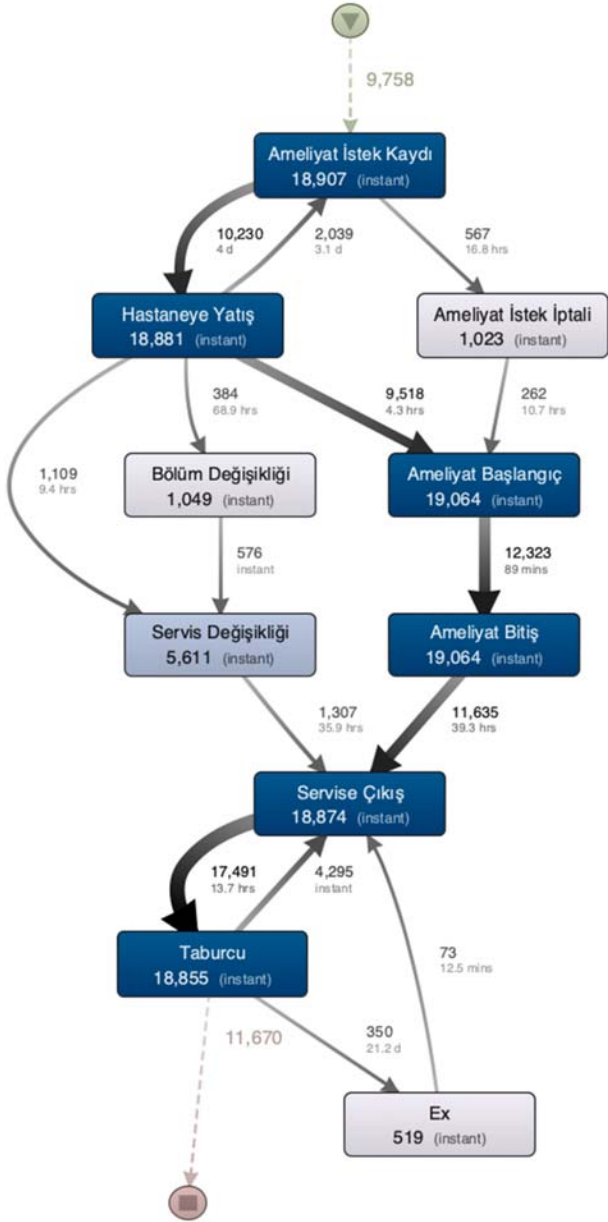 9,758
Ameliyat İstek Kaydı
18,907 (instant)
10,230
4 d
2,039
3.1 d
567
16.8 hrs
Hastaneye Yatış
18,881 (instant)
Ameliyat İstek İptali
1,023 (instant)
384
68.9 hrs
9,518
4.3 hrs
262
10.7 hrs
1,109
9.4 hrs
Bölüm Değişikliği
1,049 (instant)
Ameliyat Başlangıç
19,064 (instant)
576
instant
12,323
89 mins
Servis Değişikliği
5,611 (instant)
Ameliyat Bitiş
19,064 (instant)
1,307
35.9 hrs
11,635
39.3 hrs
Servise Çıkış
18,874 (instant)
17,491
13.7 hrs
4,295
instant
73
12.5 mins
Taburcu
18,855 (instant)
11,670
350
21.2 d
Ex
519 (instant)